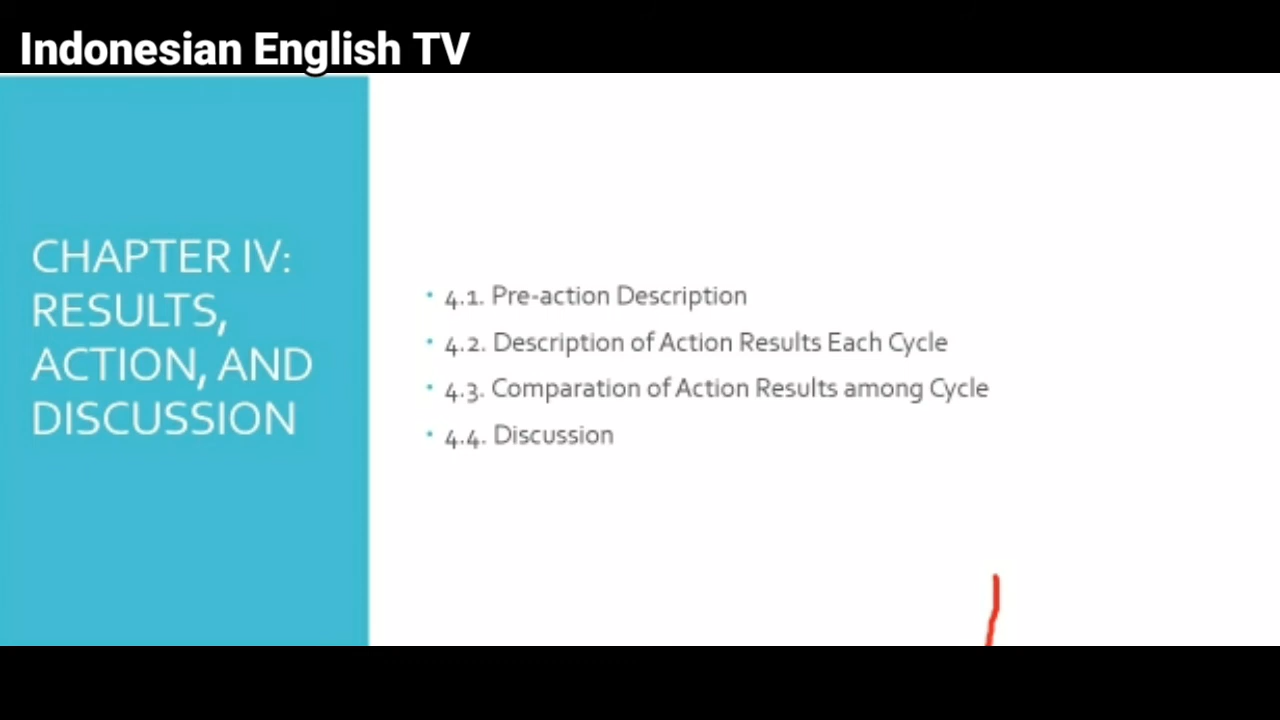 Indonesian English TV
CHAPTER IV:
RESULTS,
ACTION, AND
DISCUSSION
• 4.1. Pre-action Description
• 4.2. Description of Action Results Each Cycle
• 4.3. Comparation of Action Results among Cycle
• 4.4. Discussion